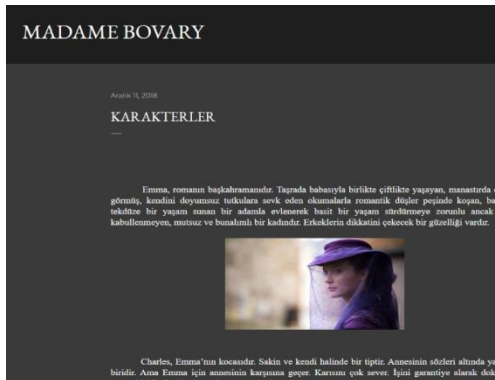 MADAME BOVARY
Aralık 11, 2018
KARAKTERLER
Emma, romanın başkahramanıdır. Taşrada babasıyla birlikte çiftlikte yaşayan, manastırda
görmüş, kendini doyumsuz tutkulara sevk eden okumalarla romantik düşler peşinde koşan,
tekdüze bir yaşam sunan bir adamla evlenerek basit bir yaşam sürdürmeye zorunlu ancak
kabullenmeyen, mutsuz ve bunalımlı bir kadındır. Erkeklerin dikkatini çekecek bir güzelliği vardır.
Charles, Emma'nın kocasıdır. Sakin ve kendi halinde bir tiptir. Annesinin sözleri altında
biridir. Ama Emma için annesinin karşısına geçer. Karısını çok sever. İşini garantiye alarak